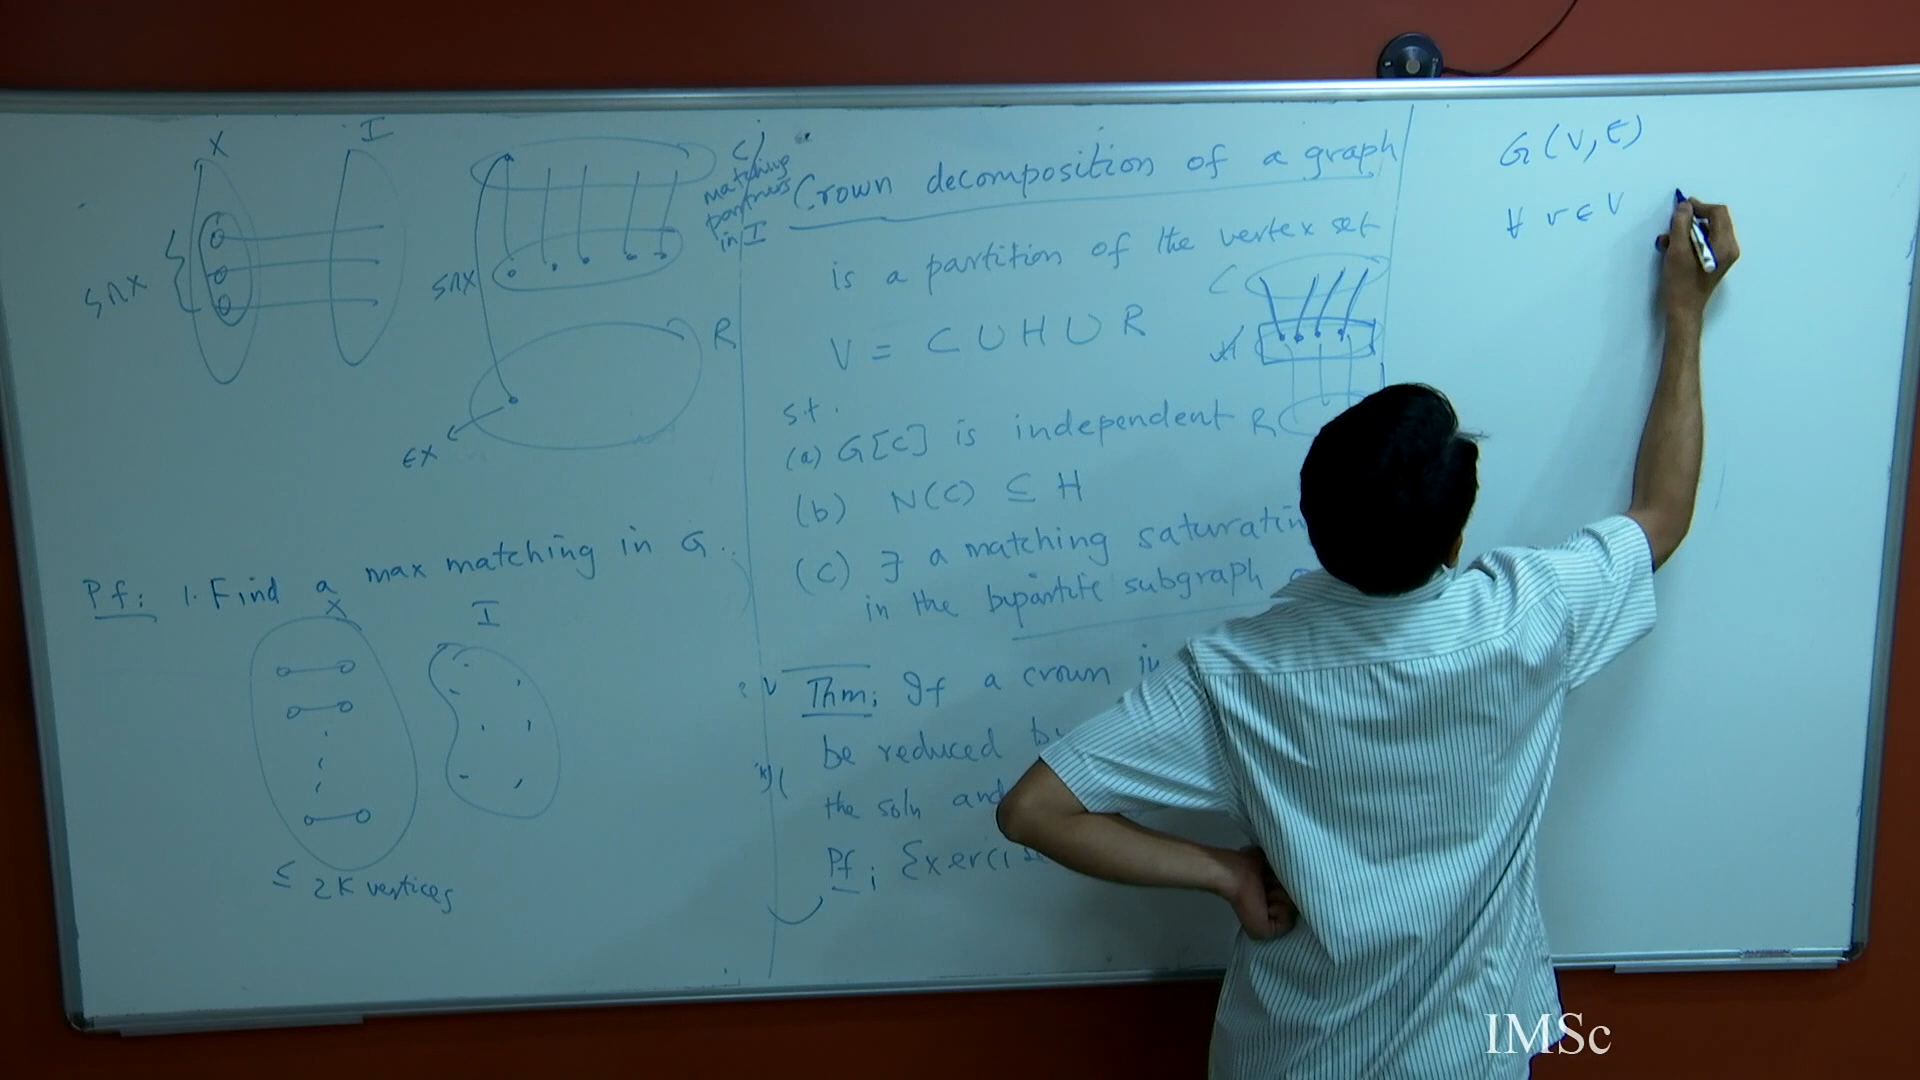 X
I
S∩X
C,
matching
partners
in I
S∩X
R
∈X
Pf: 1. Find a max matching in G.
X
I
≤ 2K vertices
Crown decomposition of a graph
is a partition of the vertex set
V = C ∪ H ∪ R
s.t.
(a) G[C] is independent
(b) N(C) ⊆ H
(c) ∃ a matching
in the bipartite subgraph
C
H
R
Thm: If a crown
be reduced
the soln and
Pf:
G(V,E)
∀ v ∈ V
IMSc